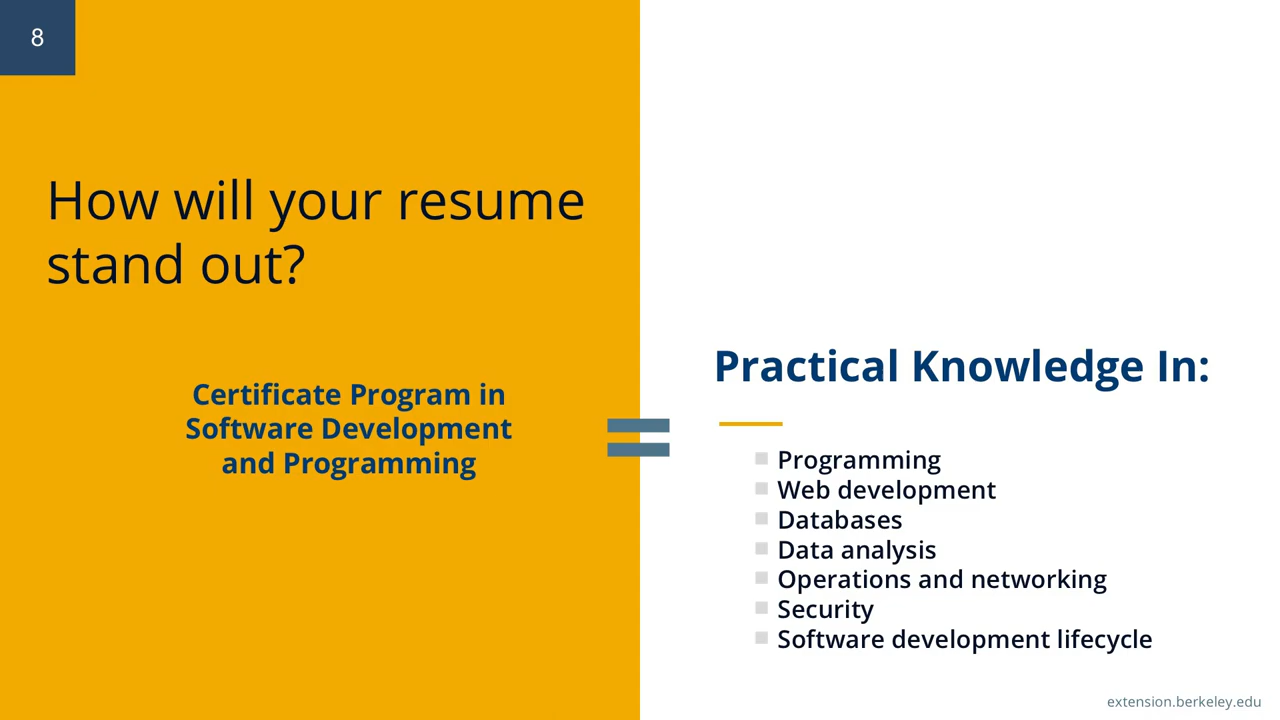 8
How will your resume
stand out?
Certificate Program in
Software Development
and Programming
Practical Knowledge In:
Programming
Web development
Databases
Data analysis
Operations and networking
Security
Software development lifecycle
extension.berkeley.edu